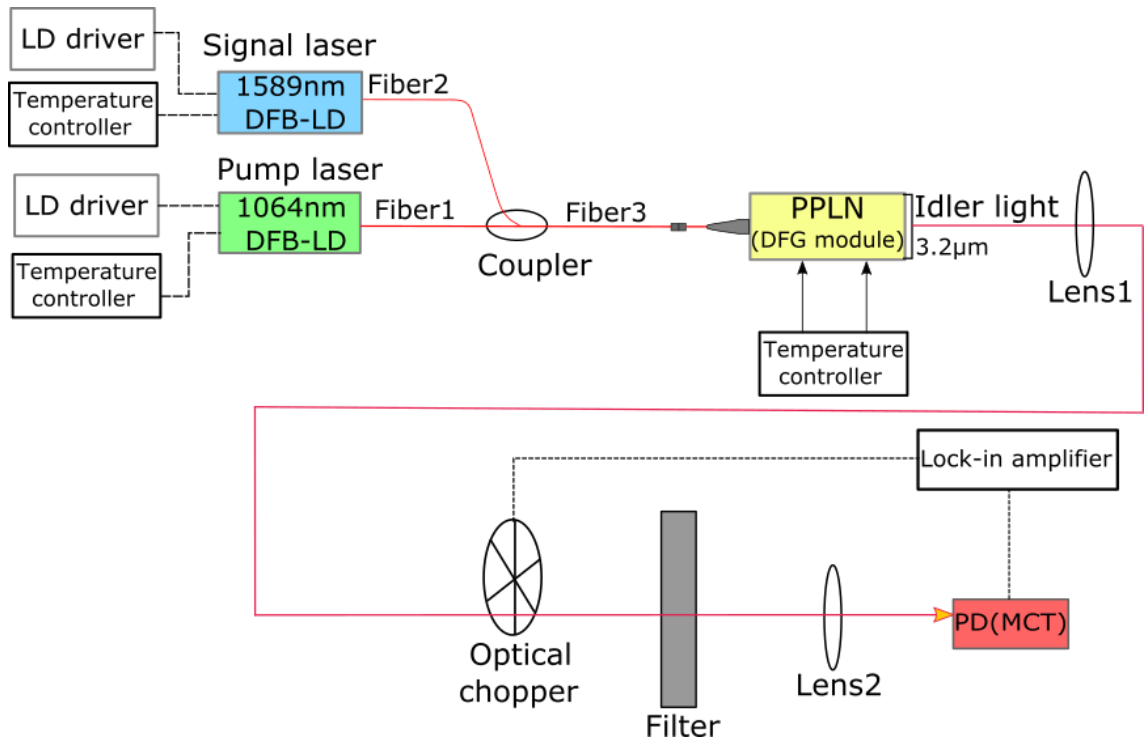 LD driver
Signal laser
Temperature
controller
1589nm
DFB-LD
Fiber2
Pump laser
LD driver
1064nm
DFB-LD
Fiber1
Temperature
controller
Coupler
Fiber3
PPLN
(DFG module)
Idler light
3.2μm
Lens1
Temperature
controller
Lock-in amplifier
Optical
chopper
Filter
Lens2
PD(MCT)